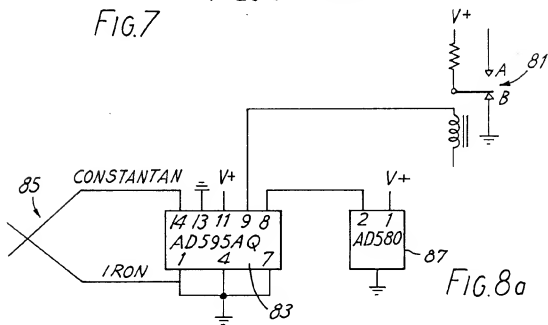 FIG.7
V+
A
81
B
CONSTANTAN
V+
V+
85
14 13 11 9 8
2 1
AD595AQ
AD580
1 4 7
87
IRON
83
FIG.8a